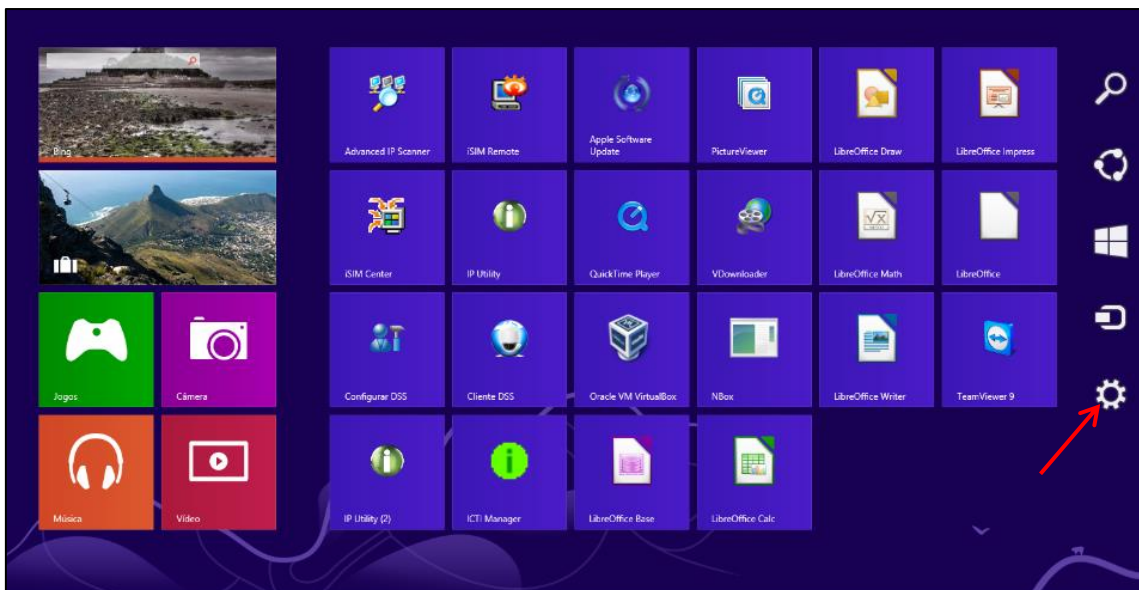 Bing
Advanced IP Scanner
iSIM Remote
Apple Software
Update
PictureViewer
LibreOffice Draw
LibreOffice Impress
iSIM Center
IP Utility
QuickTime Player
VDownloader
LibreOffice Math
LibreOffice
Jogos
Câmera
Configurar DSS
Cliente DSS
Oracle VM VirtualBox
NBox
LibreOffice Writer
TeamViewer 9
Música
Vídeo
IP Utility (2)
ICTI Manager
LibreOffice Base
LibreOffice Calc